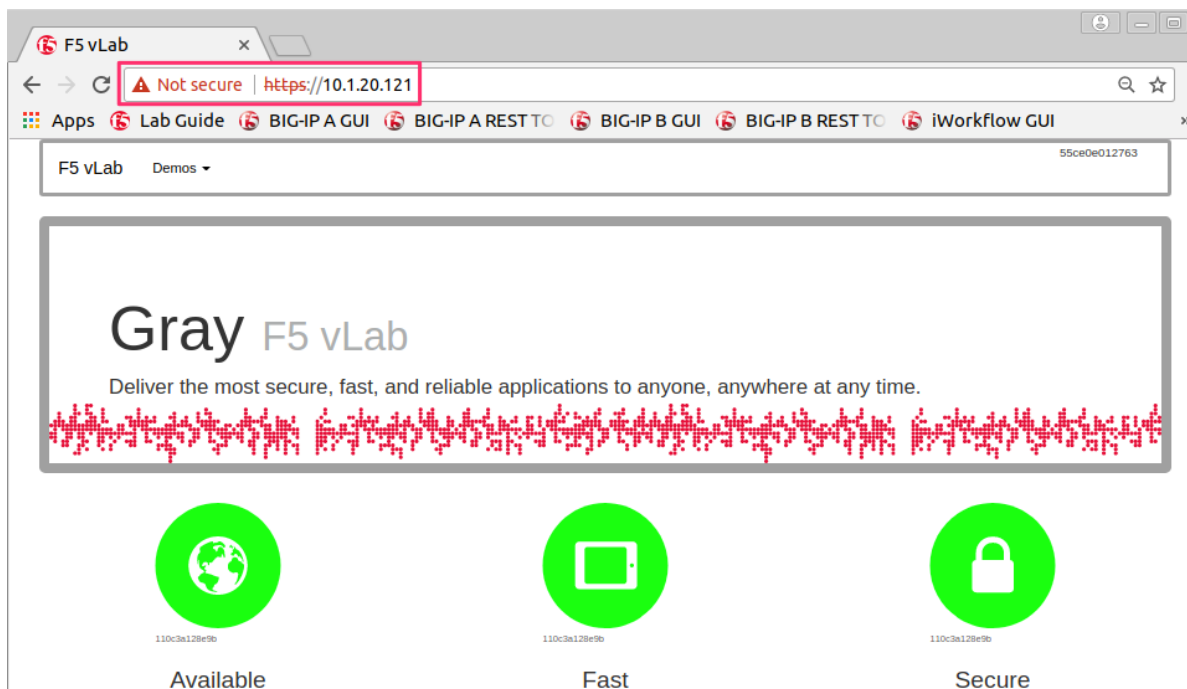 F5 vLab
Not secure | https://10.1.20.121
Apps Lab Guide BIG-IP A GUI BIG-IP A REST TO BIG-IP B GUI BIG-IP B REST TO iWorkflow GUI »
55ce0e012763
F5 vLab Demos
Gray F5 vLab
Deliver the most secure, fast, and reliable applications to anyone, anywhere at any time.
110c3a128e9b 110c3a128e9b 110c3a128e9b
Available Fast Secure